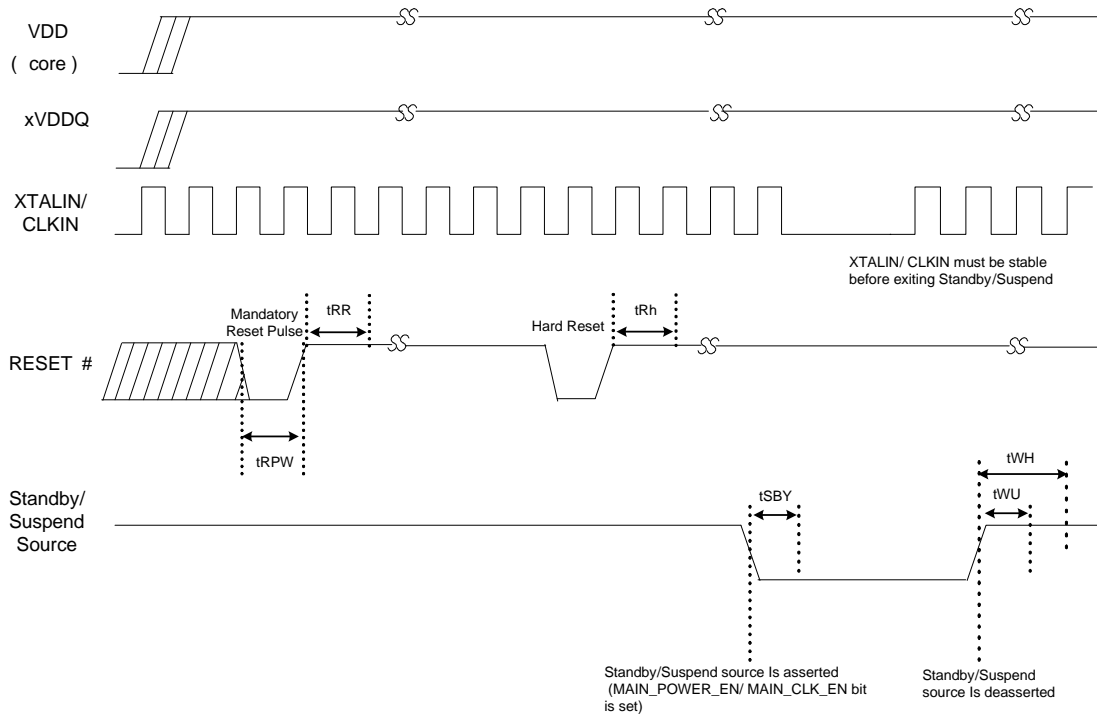 VDD
( core )
xVDDQ
XTALIN/
CLKIN
XTALIN/ CLKIN must be stable
before exiting Standby/Suspend
Mandatory
Reset Pulse
tRR
Hard Reset
tRh
RESET #
tRPW
tWH
tSBY
tWU
Standby/
Suspend
Source
Standby/Suspend source Is asserted
(MAIN_POWER_EN/ MAIN_CLK_EN bit
is set)
Standby/Suspend
source Is deasserted